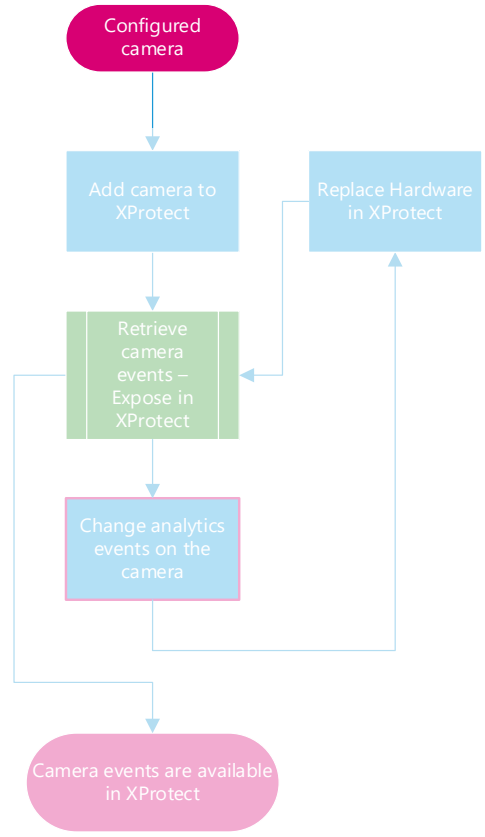 Configured
camera
Add camera to
XProtect
Replace Hardware
in XProtect
Retrieve
camera
events –
Expose in
XProtect
Change analytics
events on the
camera
Camera events are available
in XProtect